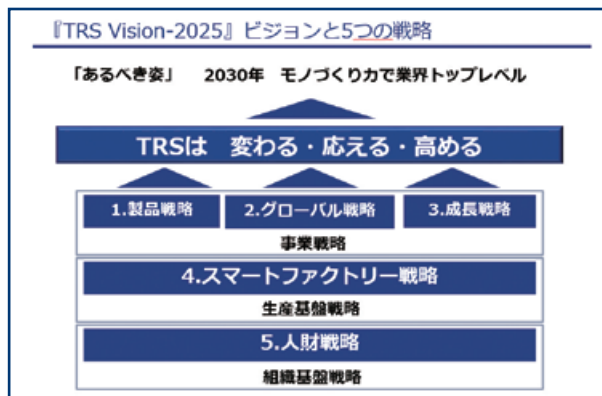 『TRS Vision-2025』ビジョンと5つの戦略
「あるべき姿」 2030年 モノづくり力で業界トップレベル
TRSは 変わる・応える・高める
1.製品戦略 2.グローバル戦略 3.成長戦略
事業戦略
4.スマートファクトリー戦略
生産基盤戦略
5.人財戦略
組織基盤戦略